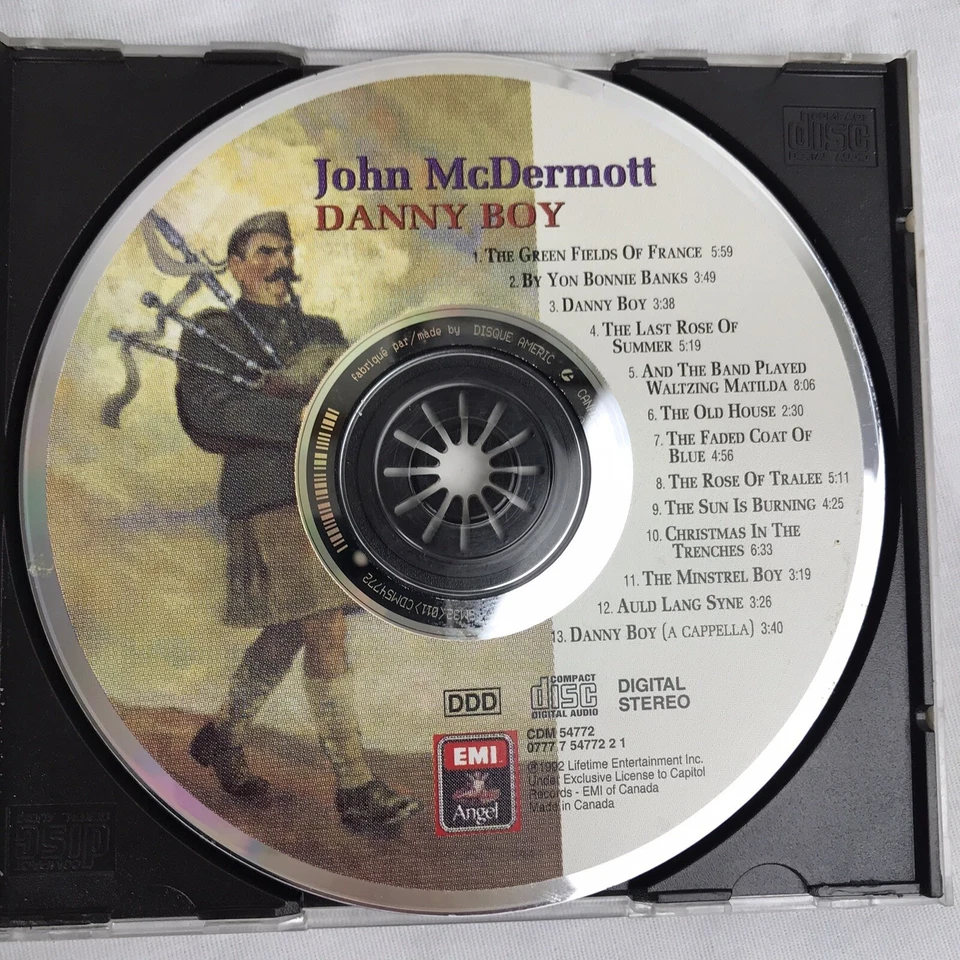 COMPACT
disc
DIGITAL AUDIO
John McDermott
DANNY BOY
1. THE GREEN FIELDS OF FRANCE 5:59
2. BY YON BONNIE BANKS 3:49
3. DANNY BOY 3:38
4. THE LAST ROSE OF
SUMMER 5:19
5. AND THE BAND PLAYED
WALTZING MATILDA 8:06
6. THE OLD HOUSE 2:30
7. THE FADED COAT OF
BLUE 4:56
8. THE ROSE OF TRALEE 5:11
9. THE SUN IS BURNING 4:25
10. CHRISTMAS IN THE
TRENCHES 6:33
11. THE MINSTREL BOY 3:19
12. AULD LANG SYNE 3:26
13. DANNY BOY (A CAPPELLA) 3:40
Fabriqué par/made by DISQUE AMERIC
CDM54772
DDD
COMPACT
disc
DIGITAL AUDIO
DIGITAL
STEREO
CDM 54772
0777 7 54772 2 1
℗1992 Lifetime Entertainment Inc.
Under Exclusive License to Capitol
Records - EMI of Canada
Made in Canada
EMI
Angel
disc